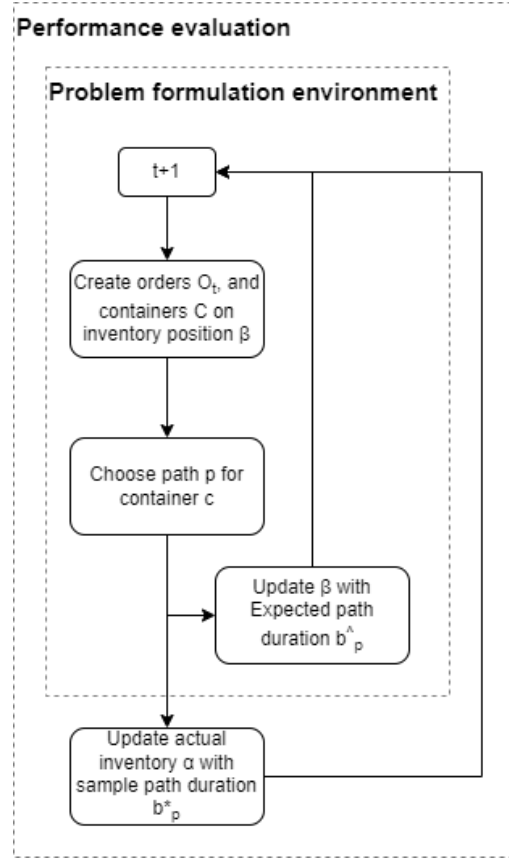 Performance evaluation
Problem formulation environment
t+1
Create orders Oₜ, and
containers C on
inventory position β
Choose path p for
container c
Update β with
Expected path
duration b^ₚ
Update actual
inventory α with
sample path duration
b*ₚ